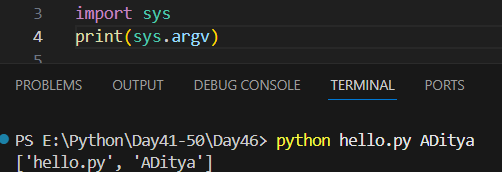 3 import sys
4 print(sys.argv)
5
PROBLEMS OUTPUT DEBUG CONSOLE TERMINAL PORTS
PS E:\Python\Day41-50\Day46> python hello.py ADitya
['hello.py', 'ADitya']